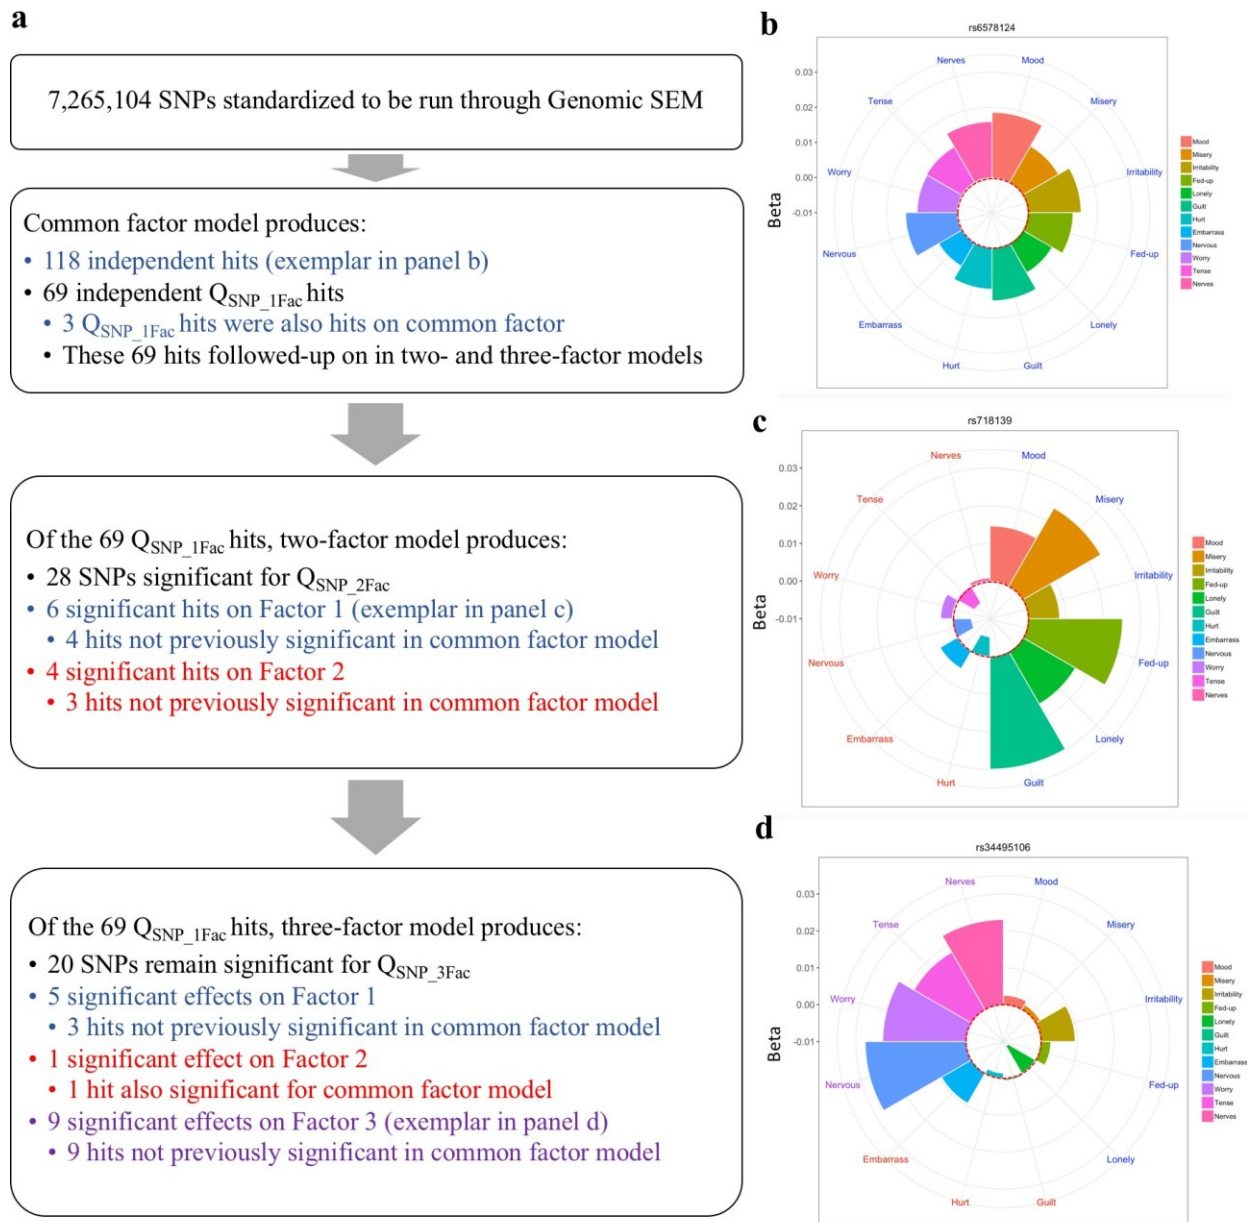 a
7,265,104 SNPs standardized to be run through Genomic SEM
Common factor model produces:
• 118 independent hits (exemplar in panel b)
• 69 independent QSNP_1Fac hits
• 3 QSNP_1Fac hits were also hits on common factor
• These 69 hits followed-up on in two- and three-factor models
Of the 69 QSNP_1Fac hits, two-factor model produces:
• 28 SNPs significant for QSNP_2Fac
• 6 significant hits on Factor 1 (exemplar in panel c)
• 4 hits not previously significant in common factor model
• 4 significant hits on Factor 2
• 3 hits not previously significant in common factor model
Of the 69 QSNP_1Fac hits, three-factor model produces:
• 20 SNPs remain significant for QSNP_3Fac
• 5 significant effects on Factor 1
• 3 hits not previously significant in common factor model
• 1 significant effect on Factor 2
• 1 hit also significant for common factor model
• 9 significant effects on Factor 3 (exemplar in panel d)
• 9 hits not previously significant in common factor model
b
rs6578124
0.03
0.02
0.01
0.00
-0.01
Beta
Nerves
Mood
Tense
Misery
Worry
Irritability
Nervous
Fed-up
Embarrass
Lonely
Hurt
Guilt
Mood
Misery
Irritability
Fed-up
Lonely
Guilt
Hurt
Embarrass
Nervous
Worry
Tense
Nerves
c
rs718139
0.03
0.02
0.01
0.00
-0.01
Beta
Nerves
Mood
Tense
Misery
Worry
Irritability
Nervous
Fed-up
Embarrass
Lonely
Hurt
Guilt
Mood
Misery
Irritability
Fed-up
Lonely
Guilt
Hurt
Embarrass
Nervous
Worry
Tense
Nerves
d
rs34495106
0.03
0.02
0.01
0.00
-0.01
Beta
Nerves
Mood
Tense
Misery
Worry
Irritability
Nervous
Fed-up
Embarrass
Lonely
Hurt
Guilt
Mood
Misery
Irritability
Fed-up
Lonely
Guilt
Hurt
Embarrass
Nervous
Worry
Tense
Nerves